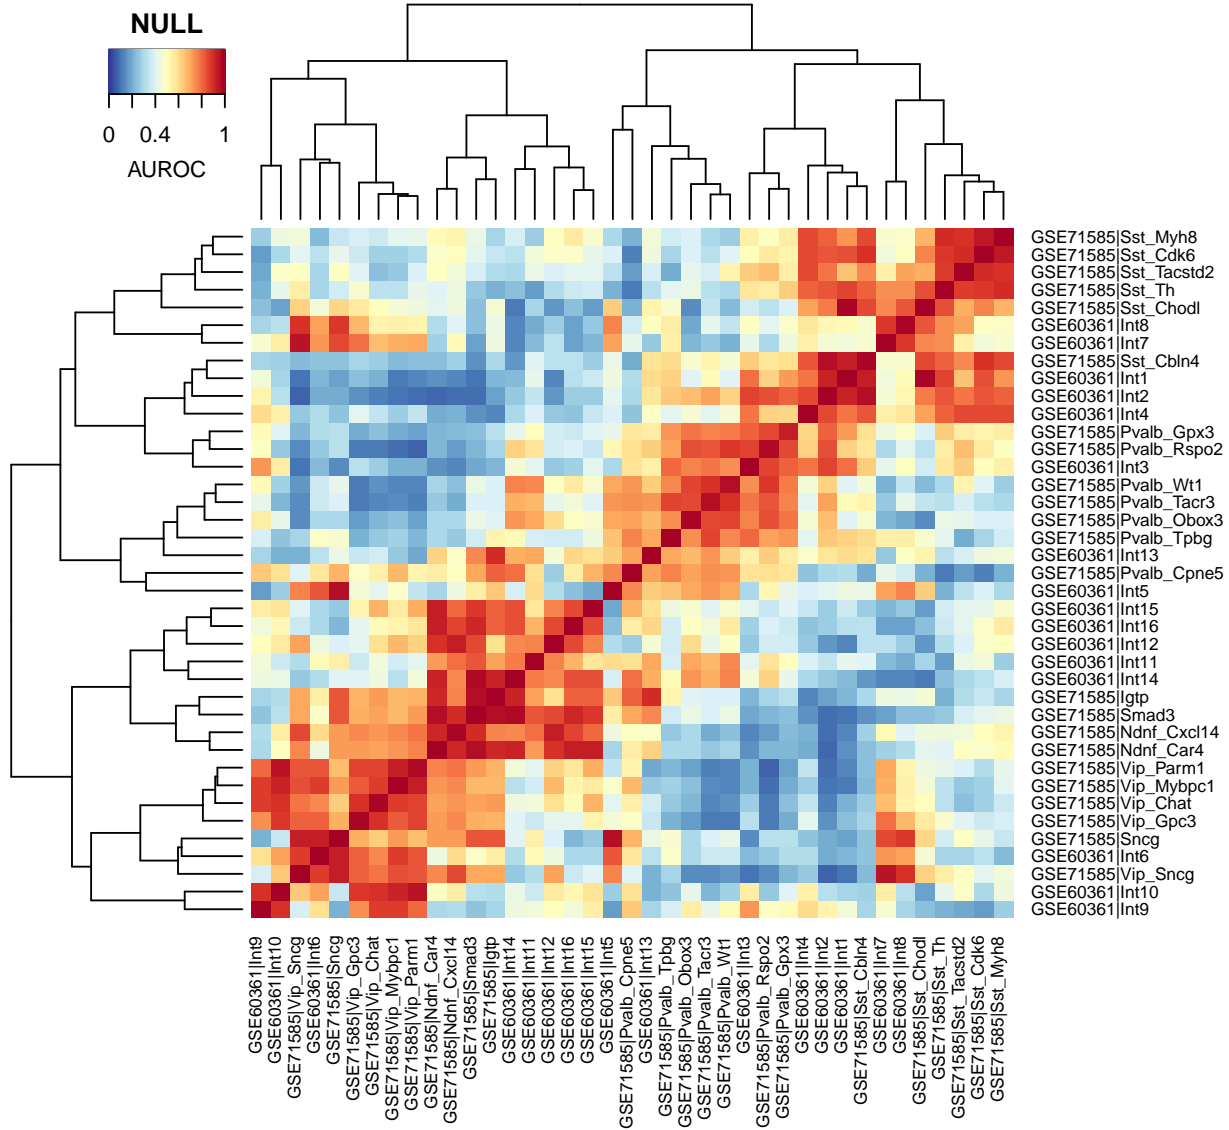 NULL
0 0.4 1
AUROC
GSE71585|Sst_Myh8
GSE71585|Sst_Cdk6
GSE71585|Sst_Tacstd2
GSE71585|Sst_Th
GSE71585|Sst_Chodl
GSE60361|Int8
GSE60361|Int7
GSE71585|Sst_Cbln4
GSE60361|Int1
GSE60361|Int2
GSE60361|Int4
GSE71585|Pvalb_Gpx3
GSE71585|Pvalb_Rspo2
GSE60361|Int3
GSE71585|Pvalb_Wt1
GSE71585|Pvalb_Tacr3
GSE71585|Pvalb_Obox3
GSE71585|Pvalb_Tpbg
GSE60361|Int13
GSE71585|Pvalb_Cpne5
GSE60361|Int5
GSE60361|Int15
GSE60361|Int16
GSE60361|Int12
GSE60361|Int11
GSE60361|Int14
GSE71585|Igtp
GSE71585|Smad3
GSE71585|Ndnf_Cxcl14
GSE71585|Ndnf_Car4
GSE71585|Vip_Parm1
GSE71585|Vip_Mybpc1
GSE71585|Vip_Chat
GSE71585|Vip_Gpc3
GSE71585|Sncg
GSE60361|Int6
GSE71585|Vip_Sncg
GSE60361|Int10
GSE60361|Int9
GSE60361|Int9
GSE60361|Int10
GSE71585|Vip_Sncg
GSE60361|Int6
GSE71585|Sncg
GSE71585|Vip_Gpc3
GSE71585|Vip_Chat
GSE71585|Vip_Mybpc1
GSE71585|Vip_Parm1
GSE71585|Ndnf_Car4
GSE71585|Ndnf_Cxcl14
GSE71585|Smad3
GSE71585|Igtp
GSE60361|Int14
GSE60361|Int11
GSE60361|Int12
GSE60361|Int16
GSE60361|Int15
GSE60361|Int5
GSE71585|Pvalb_Cpne5
GSE60361|Int13
GSE71585|Pvalb_Tpbg
GSE71585|Pvalb_Obox3
GSE71585|Pvalb_Tacr3
GSE71585|Pvalb_Wt1
GSE60361|Int3
GSE71585|Pvalb_Rspo2
GSE71585|Pvalb_Gpx3
GSE60361|Int4
GSE60361|Int2
GSE60361|Int1
GSE71585|Sst_Cbln4
GSE60361|Int7
GSE60361|Int8
GSE71585|Sst_Chodl
GSE71585|Sst_Th
GSE71585|Sst_Tacstd2
GSE71585|Sst_Cdk6
GSE71585|Sst_Myh8